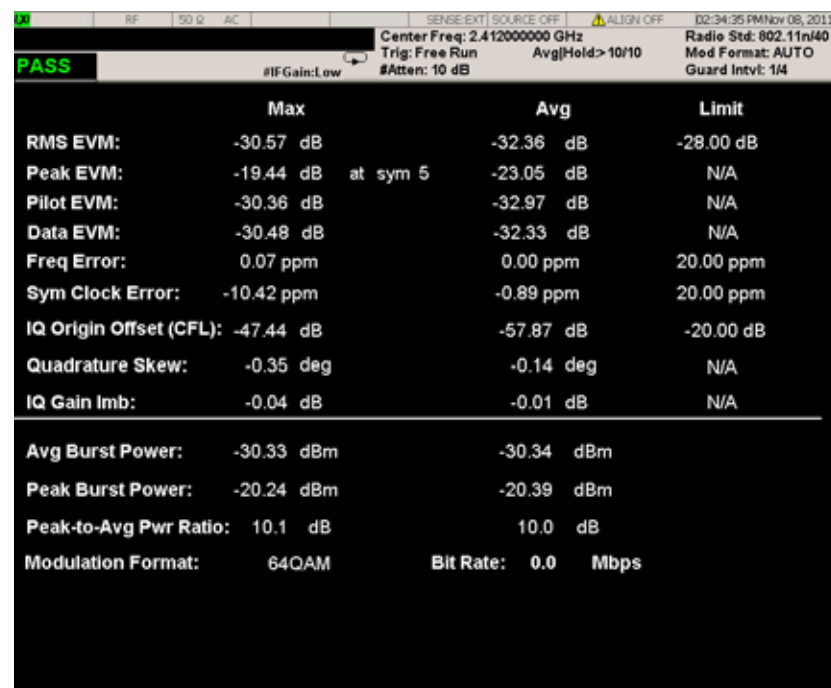 LXI RF 50 Ω AC SENSE:EXT SOURCE OFF ALIGN OFF 02:34:35 PM Nov 08, 2011
Center Freq: 2.412000000 GHz Radio Std: 802.11n/40
Trig: Free Run Avg|Hold:>10/10 Mod Format: AUTO
PASS #IFGain:Low #Atten: 10 dB Guard Intvl: 1/4
Max Avg Limit
RMS EVM: -30.57 dB -32.36 dB -28.00 dB
Peak EVM: -19.44 dB at sym 5 -23.05 dB N/A
Pilot EVM: -30.36 dB -32.97 dB N/A
Data EVM: -30.48 dB -32.33 dB N/A
Freq Error: 0.07 ppm 0.00 ppm 20.00 ppm
Sym Clock Error: -10.42 ppm -0.89 ppm 20.00 ppm
IQ Origin Offset (CFL): -47.44 dB -57.87 dB -20.00 dB
Quadrature Skew: -0.35 deg -0.14 deg N/A
IQ Gain Imb: -0.04 dB -0.01 dB N/A
Avg Burst Power: -30.33 dBm -30.34 dBm
Peak Burst Power: -20.24 dBm -20.39 dBm
Peak-to-Avg Pwr Ratio: 10.1 dB 10.0 dB
Modulation Format: 64QAM Bit Rate: 0.0 Mbps